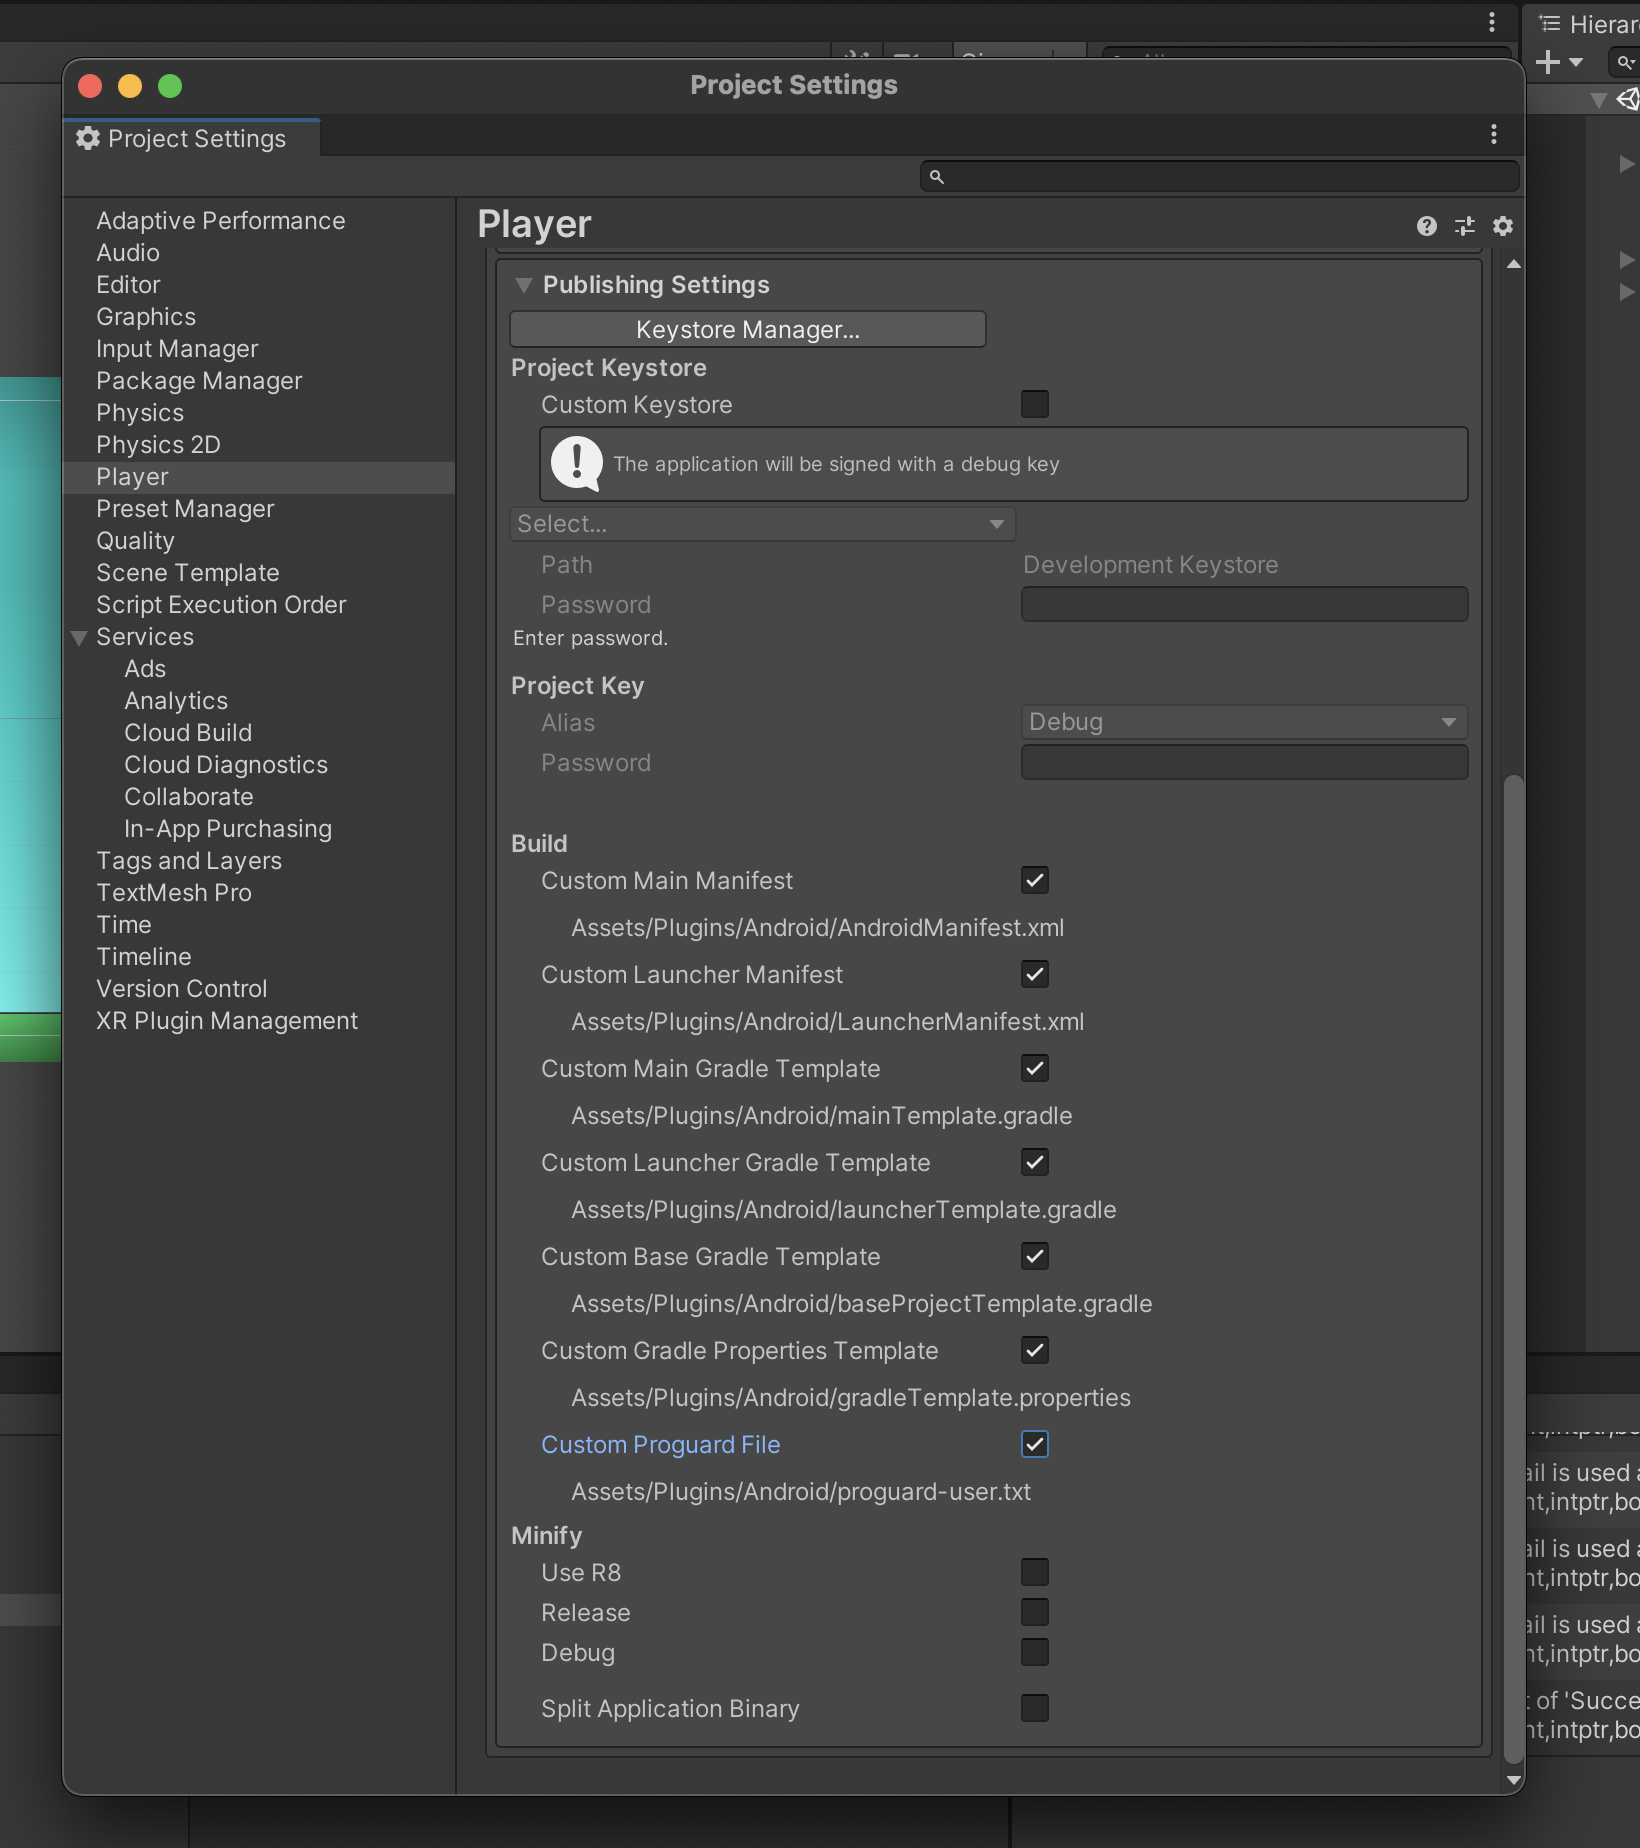 Hierar
Project Settings
Project Settings
Player
Adaptive Performance
Audio
Editor
Graphics
Input Manager
Package Manager
Physics
Physics 2D
Player
Preset Manager
Quality
Scene Template
Script Execution Order
Services
Ads
Analytics
Cloud Build
Cloud Diagnostics
Collaborate
In-App Purchasing
Tags and Layers
TextMesh Pro
Time
Timeline
Version Control
XR Plugin Management
Publishing Settings
Keystore Manager...
Project Keystore
Custom Keystore
The application will be signed with a debug key
Select...
Path Development Keystore
Password
Enter password.
Project Key
Alias Debug
Password
Build
Custom Main Manifest
Assets/Plugins/Android/AndroidManifest.xml
Custom Launcher Manifest
Assets/Plugins/Android/LauncherManifest.xml
Custom Main Gradle Template
Assets/Plugins/Android/mainTemplate.gradle
Custom Launcher Gradle Template
Assets/Plugins/Android/launcherTemplate.gradle
Custom Base Gradle Template
Assets/Plugins/Android/baseProjectTemplate.gradle
Custom Gradle Properties Template
Assets/Plugins/Android/gradleTemplate.properties
Custom Proguard File
Assets/Plugins/Android/proguard-user.txt
Minify
Use R8
Release
Debug
Split Application Binary
ail is used a
nt,intptr,bo
ail is used a
nt,intptr,bo
ail is used a
nt,intptr,bo
t of 'Succe
nt,intptr,bo